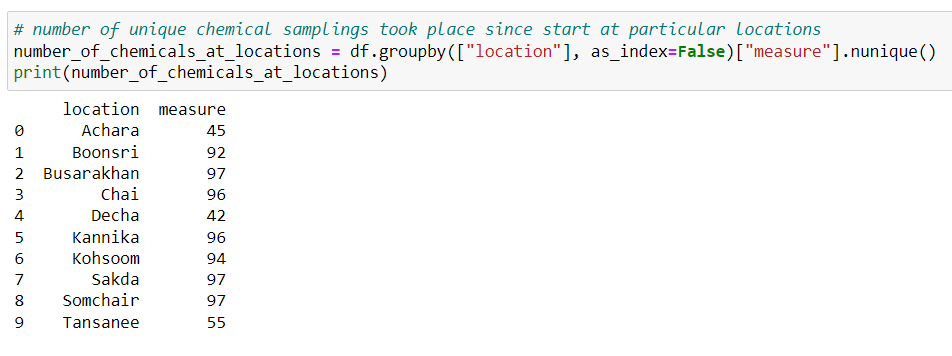 # number of unique chemical samplings took place since start at particular locations
number_of_chemicals_at_locations = df.groupby(["location"], as_index=False)["measure"].nunique()
print(number_of_chemicals_at_locations)
location measure
0 Achara 45
1 Boonsri 92
2 Busarakhan 97
3 Chai 96
4 Decha 42
5 Kannika 96
6 Kohsoom 94
7 Sakda 97
8 Somchair 97
9 Tansanee 55